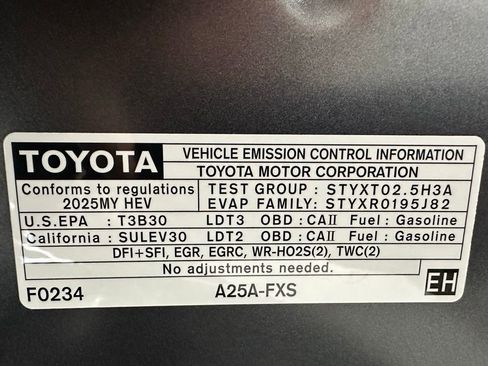 TOYOTA VEHICLE EMISSION CONTROL INFORMATION
TOYOTA MOTOR CORPORATION
Conforms to regulations TEST GROUP : STYXT02.5H3A
2025MY HEV EVAP FAMILY: STYXR0195J82
U.S.EPA : T3B30 LDT3 OBD : CAII Fuel : Gasoline
California : SULEV30 LDT2 OBD : CAII Fuel : Gasoline
DFI+SFI, EGR, EGRC, WR-HO2S(2), TWC(2)
No adjustments needed.
F0234 A25A-FXS EH